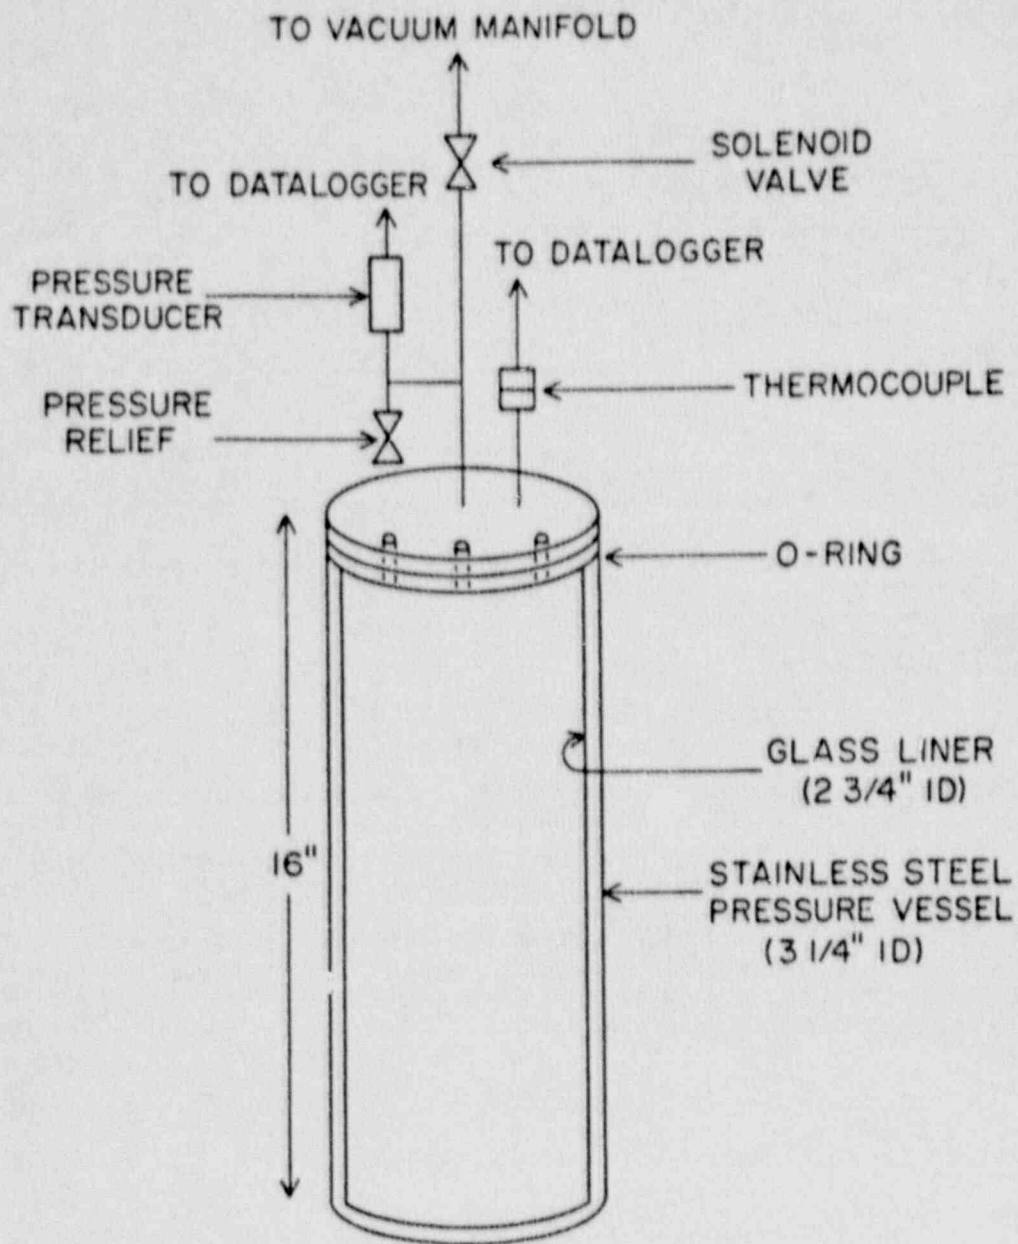 TO VACUUM MANIFOLD
SOLENOID
VALVE
TO DATALOGGER
TO DATALOGGER
PRESSURE
TRANSDUCER
THERMOCOUPLE
PRESSURE
RELIEF
O-RING
GLASS LINER
(2 3/4" ID)
16"
STAINLESS STEEL
PRESSURE VESSEL
(3 1/4" ID)